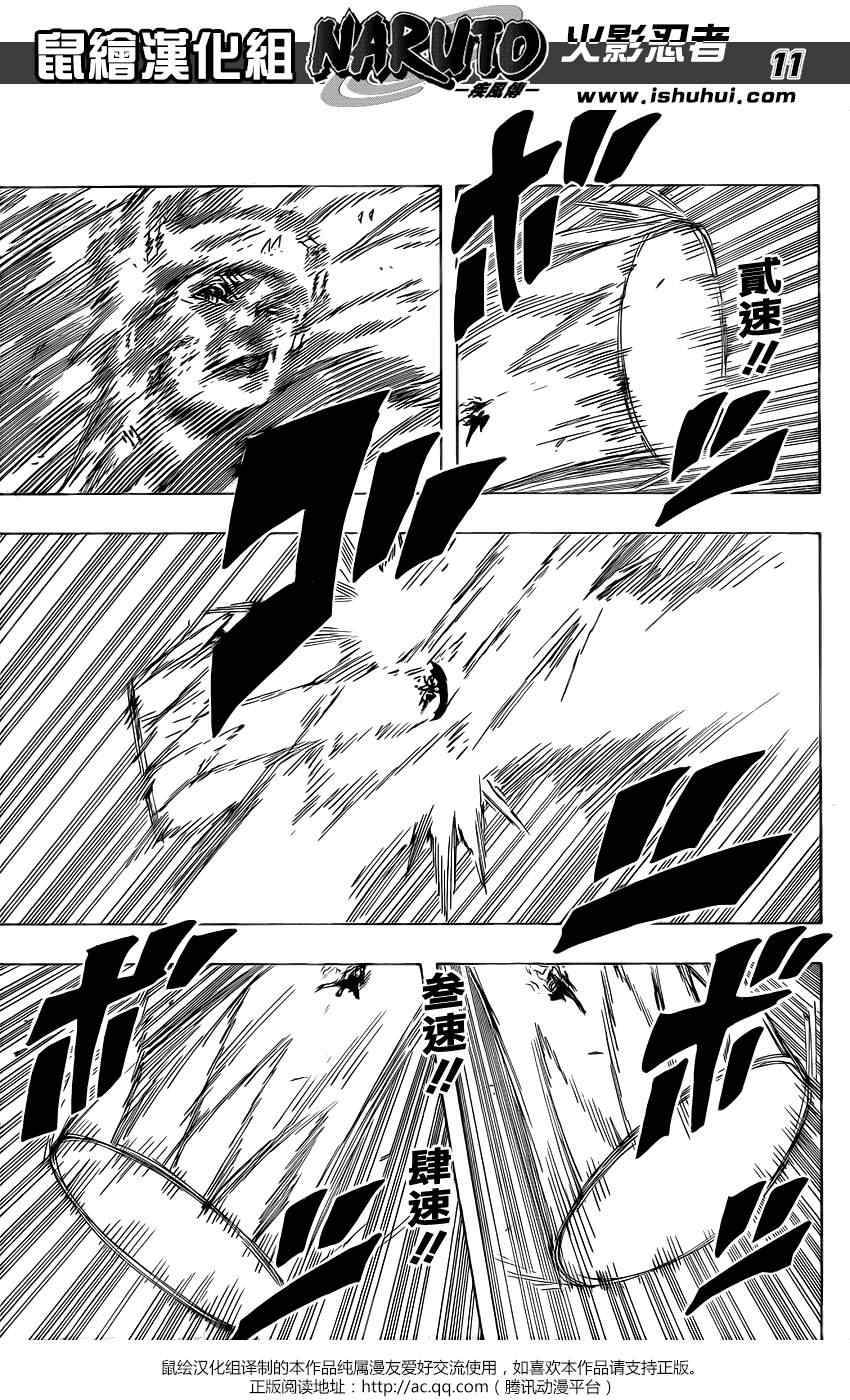 鼠繪漢化組 NARUTO 火影忍者 11
疾風傳
www.ishuhui.com
ボッ
貳速!!
ゴッ
ボッ
叁速!!
肆速!!
ボッ
鼠绘汉化组译制的本作品纯属漫友爱好交流使用，如喜欢本作品请支持正版。
正版阅读地址：http://ac.qq.com（腾讯动漫平台）